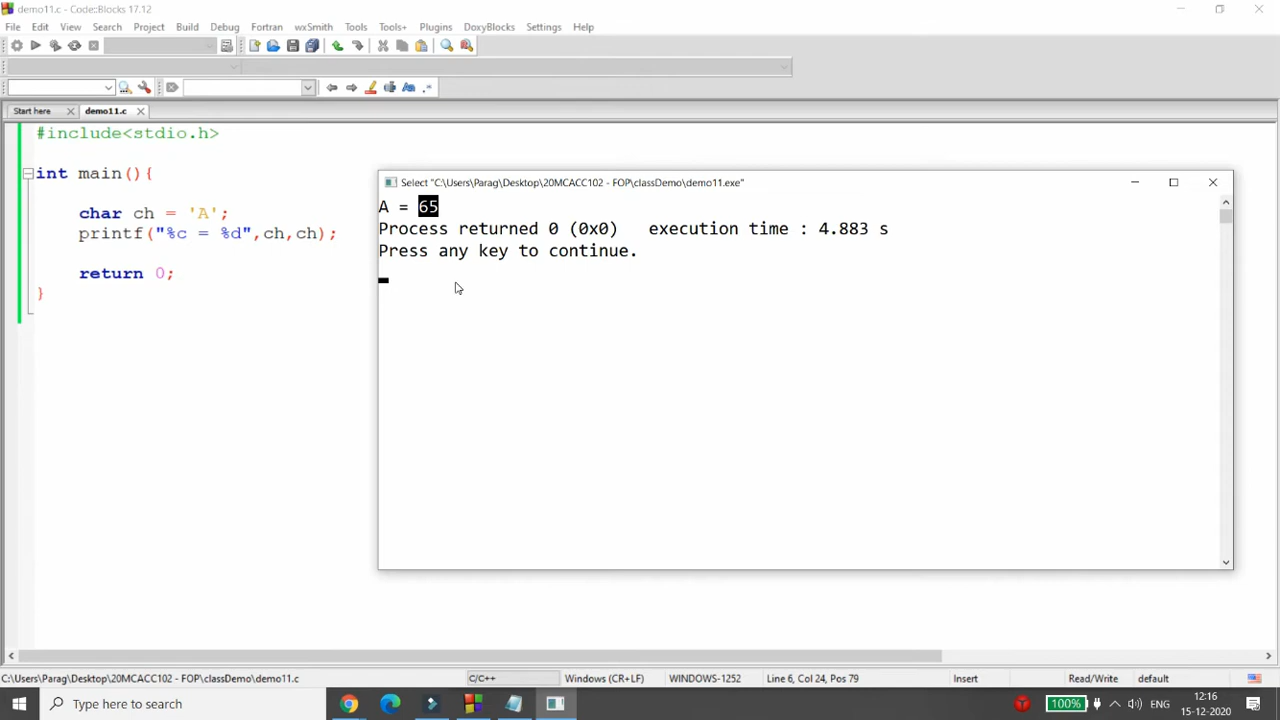 demo11.c - Code::Blocks 17.12
File Edit View Search Project Build Debug Fortran wxSmith Tools Tools+ Plugins DoxyBlocks Settings Help
Start here demo11.c
#include<stdio.h>
int main(){
char ch = 'A';
printf("%c = %d",ch,ch);
return 0;
}
Select "C:\Users\Parag\Desktop\20MCACC102 - FOP\classDemo\demo11.exe"
A = 65
Process returned 0 (0x0) execution time : 4.883 s
Press any key to continue.
C:\Users\Parag\Desktop\20MCACC102 - FOP\classDemo\demo11.c C/C++ Windows (CR+LF) WINDOWS-1252 Line 6, Col 24, Pos 79 Insert Read/Write default
Type here to search
100% ENG
12:16
15-12-2020